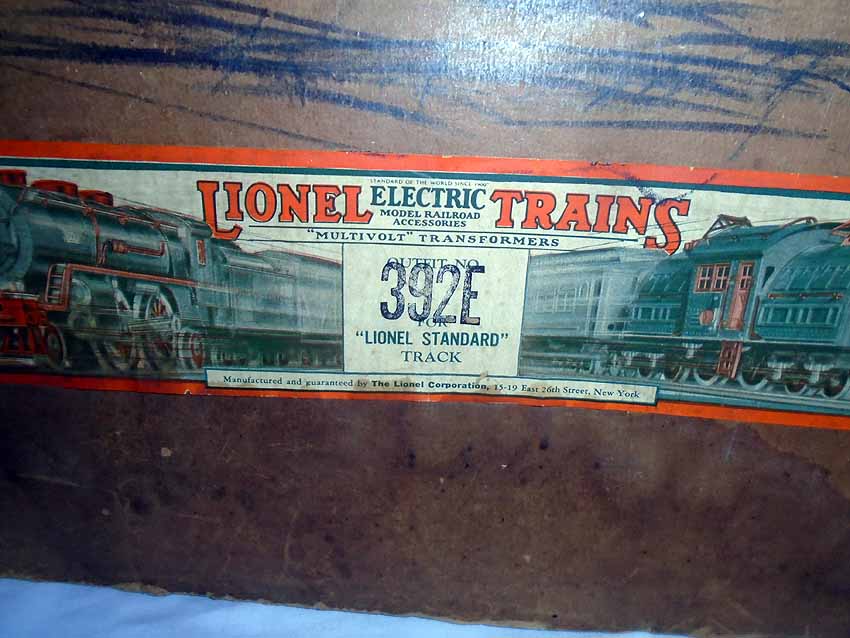 STANDARD OF THE WORLD SINCE 1900
LIONEL ELECTRIC TRAINS
MODEL RAILROAD
ACCESSORIES
"MULTIVOLT" TRANSFORMERS
OUTFIT NO.
392E
FOR
"LIONEL STANDARD"
TRACK
Manufactured and guaranteed by The Lionel Corporation, 15-19 East 26th Street, New York